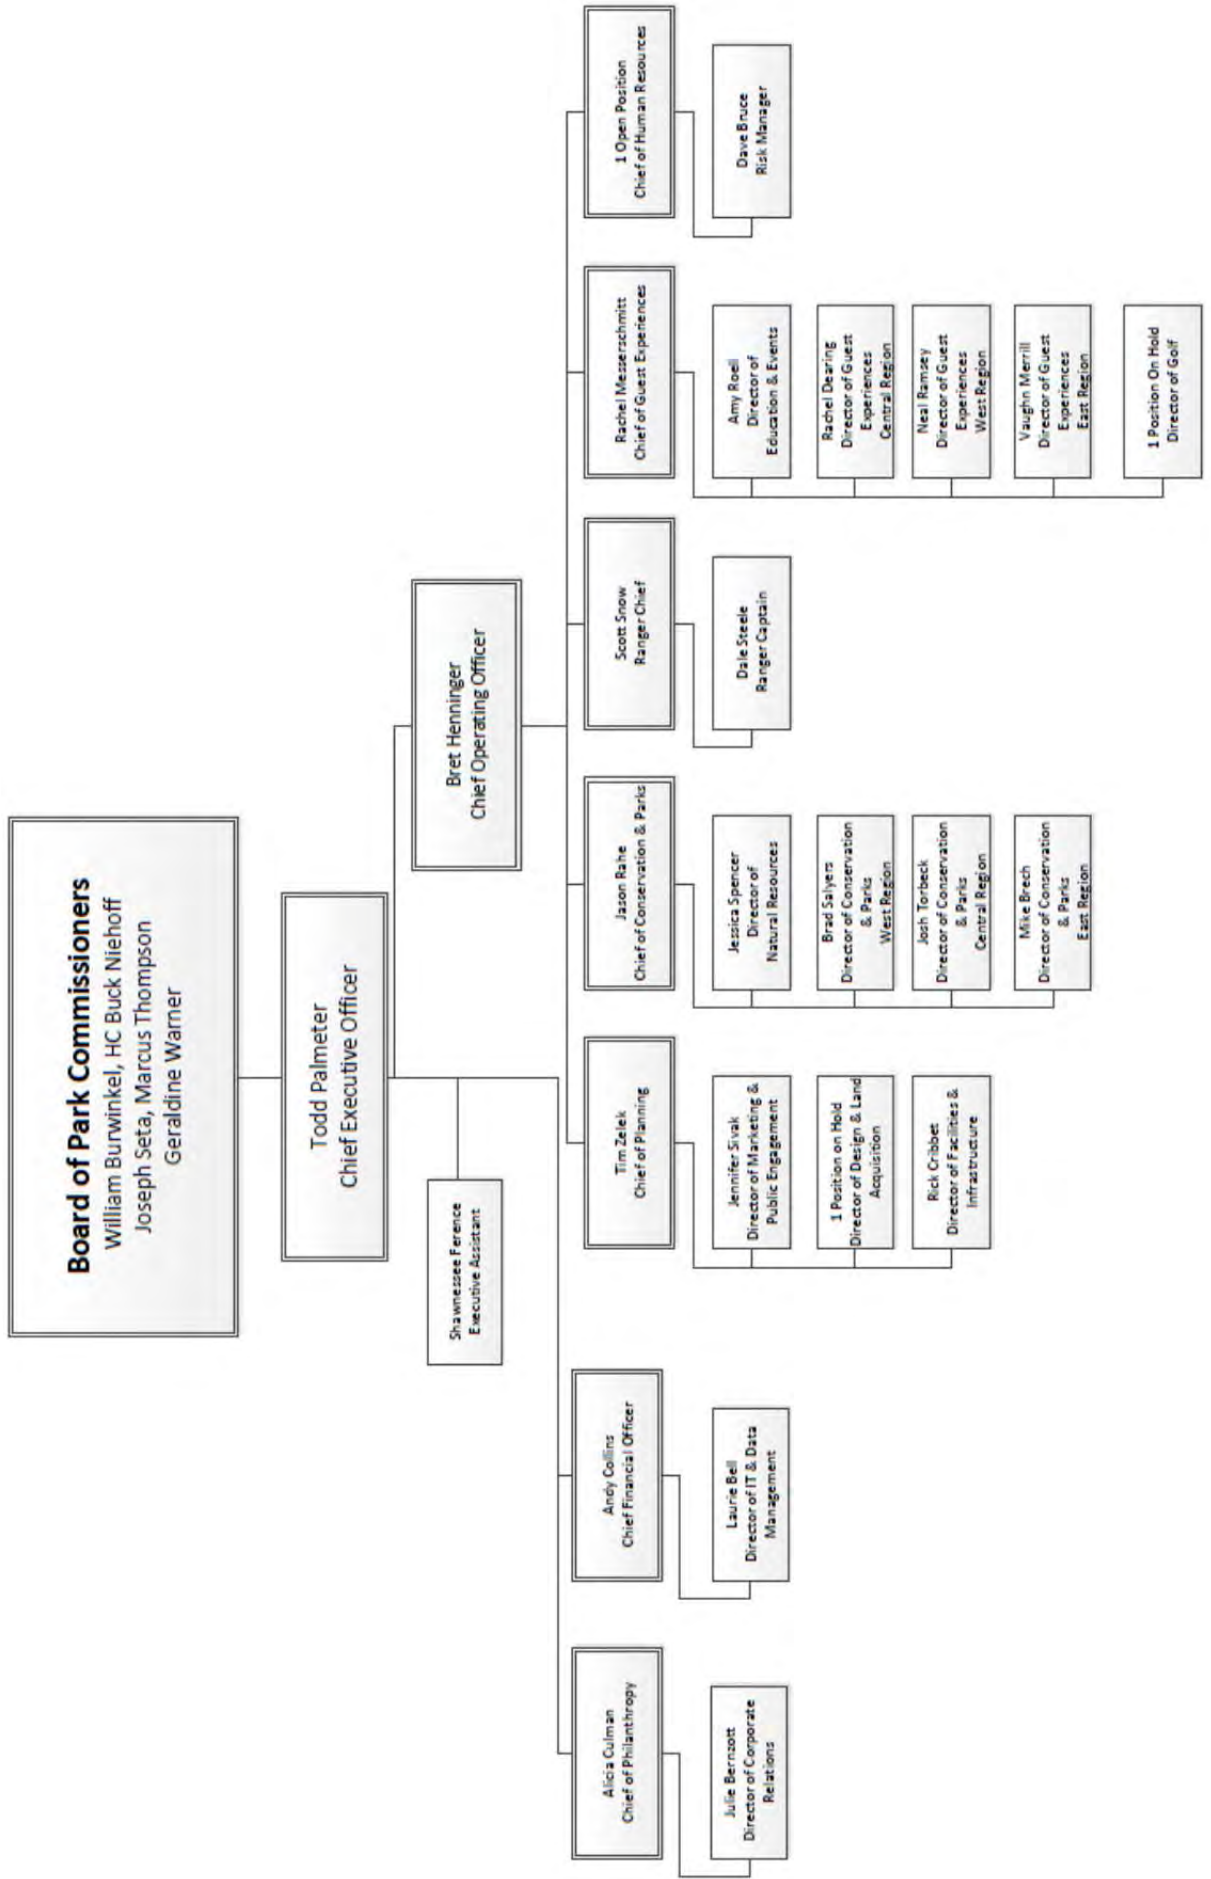 Board of Park Commissioners
William Burwinkel, HC Buck Niehoff
Joseph Seta, Marcus Thompson
Geraldine Warner
Todd Palmeter
Chief Executive Officer
Shawnessee Ference
Executive Assistant
Bret Henninger
Chief Operating Officer
Alicia Culman
Chief of Philanthropy
Julie Bernzott
Director of Corporate
Relations
Andy Collins
Chief Financial Officer
Laurie Bell
Director of IT & Data
Management
Tim Zelek
Chief of Planning
Jennifer Sivak
Director of Marketing &
Public Engagement
1 Position on Hold
Director of Design & Land
Acquisition
Rick Cribbet
Director of Facilities &
Infrastructure
Jason Rahe
Chief of Conservation & Parks
Jessica Spencer
Director of
Natural Resources
Brad Salyers
Director of Conservation
& Parks
West Region
Josh Torbeck
Director of Conservation
& Parks
Central Region
Mike Brech
Director of Conservation
& Parks
East Region
Scott Snow
Ranger Chief
Dale Steele
Ranger Captain
Rachel Messerschmitt
Chief of Guest Experiences
Amy Roell
Director of
Education & Events
Rachel Dearing
Director of Guest
Experiences
Central Region
Neal Ramsey
Director of Guest
Experiences
West Region
Vaughn Merrill
Director of Guest
Experiences
East Region
1 Position On Hold
Director of Golf
1 Open Position
Chief of Human Resources
Dave Bruce
Risk Manager